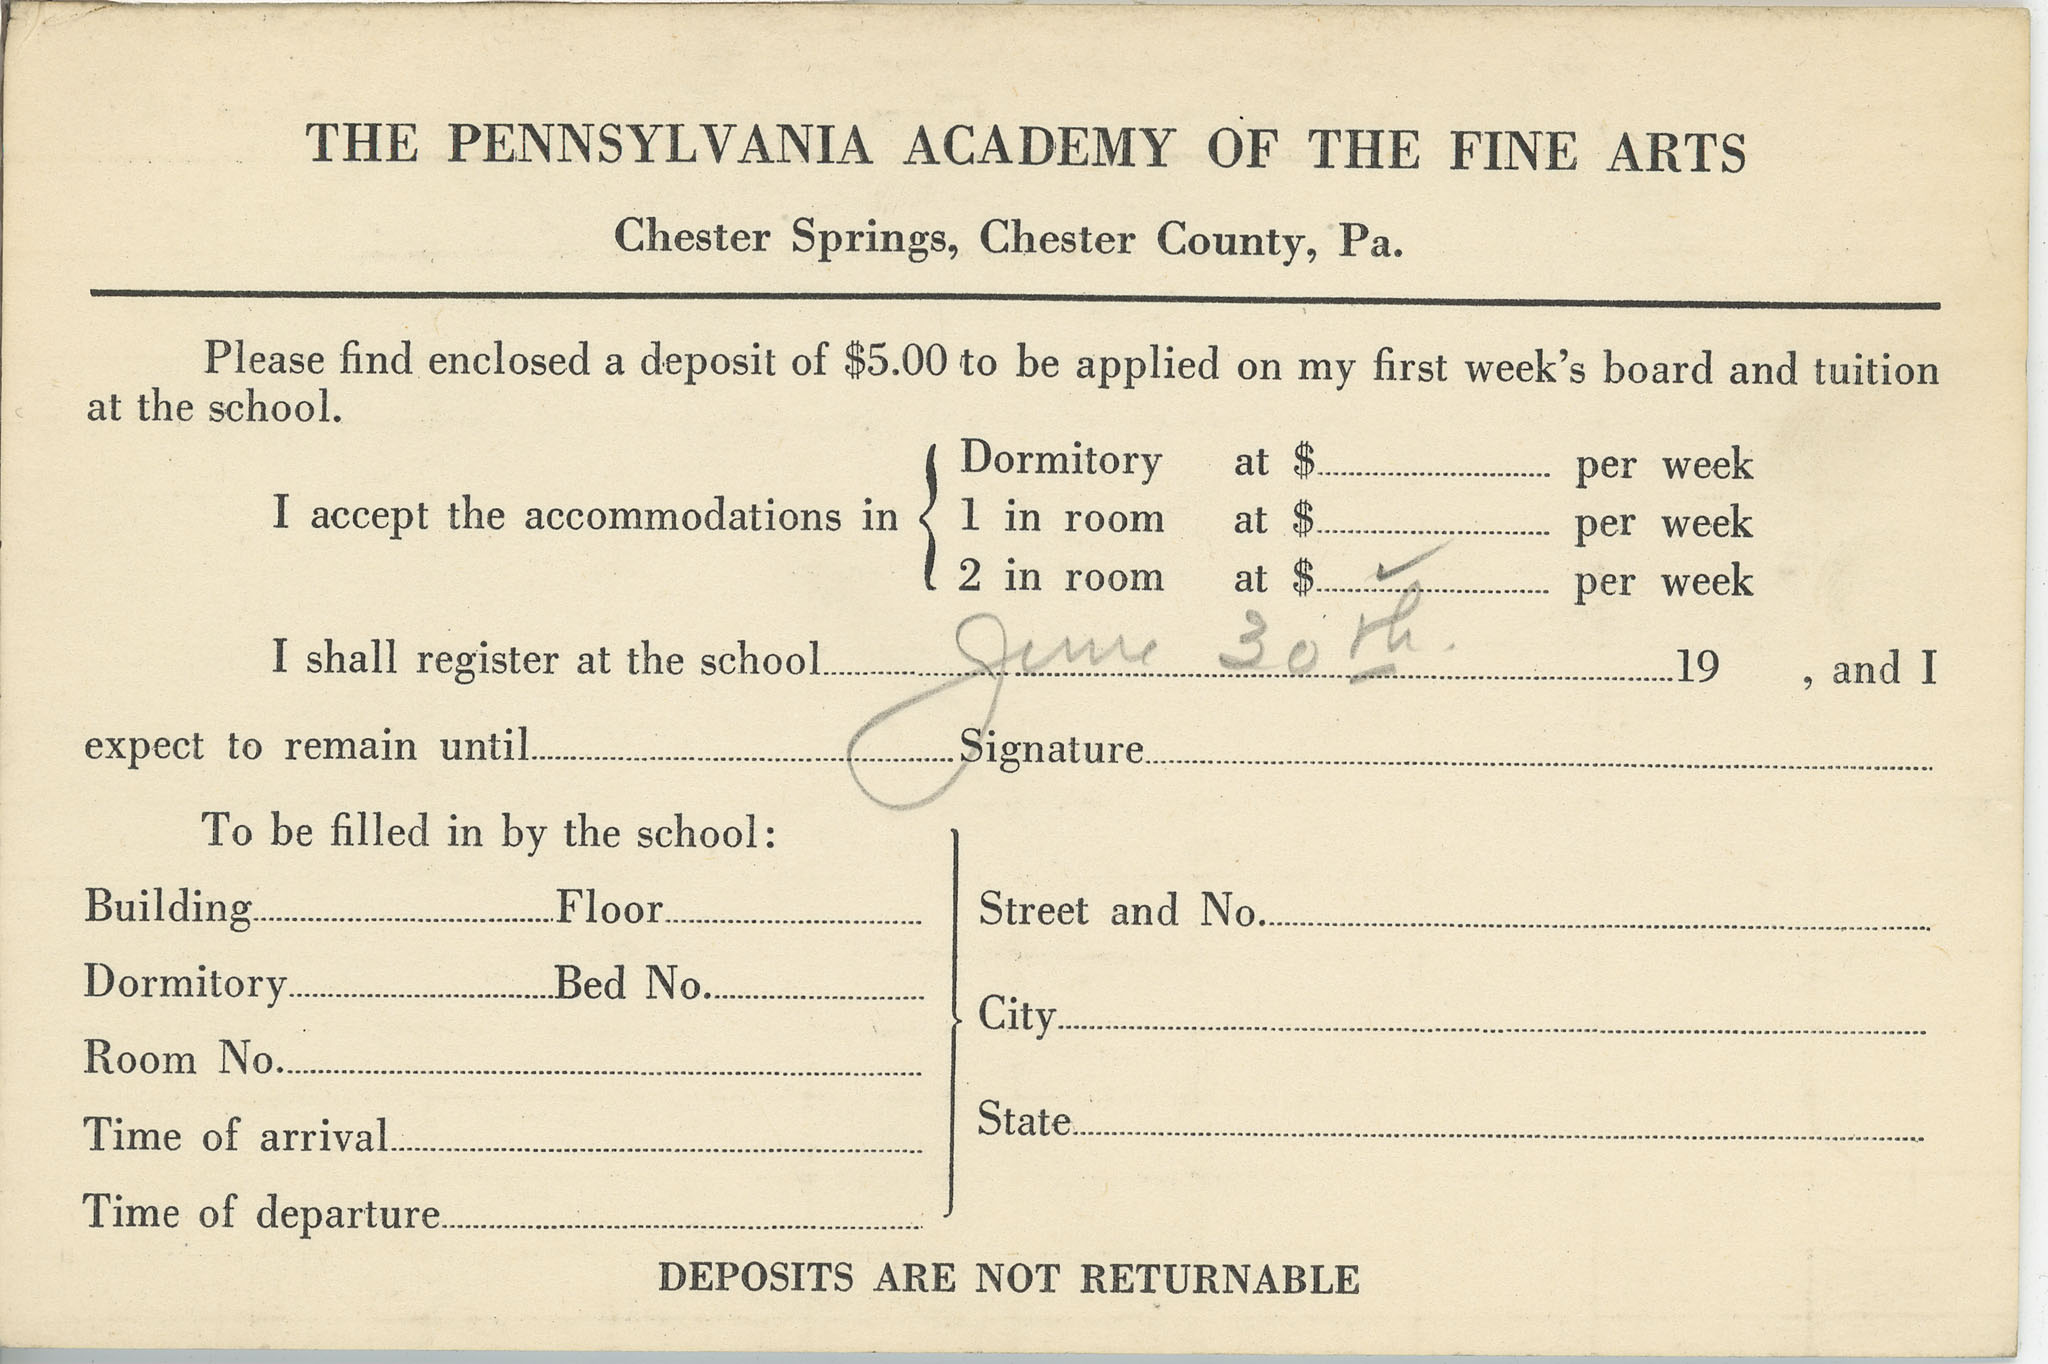 THE PENNSYLVANIA ACADEMY OF THE FINE ARTS
Chester Springs, Chester County, Pa.
Please find enclosed a deposit of $5.00 to be applied on my first week's board and tuition
at the school.
I accept the accommodations in { Dormitory at $ per week
1 in room at $ per week
2 in room at $ ✓ per week
I shall register at the school June 30th. 19 , and I
expect to remain until Signature
To be filled in by the school:
Building Floor
Dormitory Bed No.
Room No.
Time of arrival
Time of departure
Street and No.
City
State
DEPOSITS ARE NOT RETURNABLE